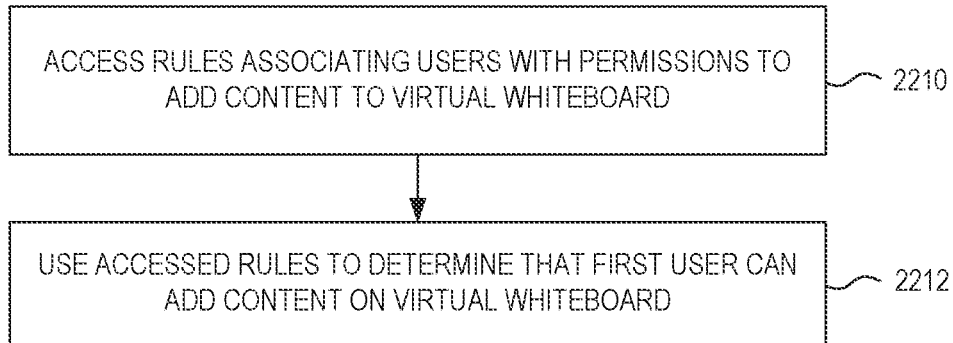 ACCESS RULES ASSOCIATING USERS WITH PERMISSIONS TO
ADD CONTENT TO VIRTUAL WHITEBOARD
2210
USE ACCESSED RULES TO DETERMINE THAT FIRST USER CAN
ADD CONTENT ON VIRTUAL WHITEBOARD
2212